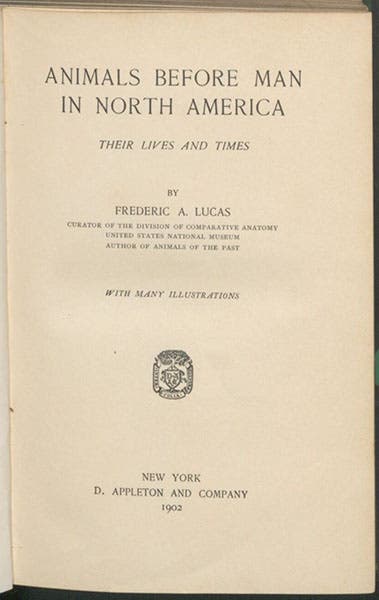 ANIMALS BEFORE MAN
IN NORTH AMERICA
THEIR LIVES AND TIMES
BY
FREDERIC A. LUCAS
CURATOR OF THE DIVISION OF COMPARATIVE ANATOMY
UNITED STATES NATIONAL MUSEUM
AUTHOR OF ANIMALS OF THE PAST
WITH MANY ILLUSTRATIONS
NEW YORK
D. APPLETON AND COMPANY
1902